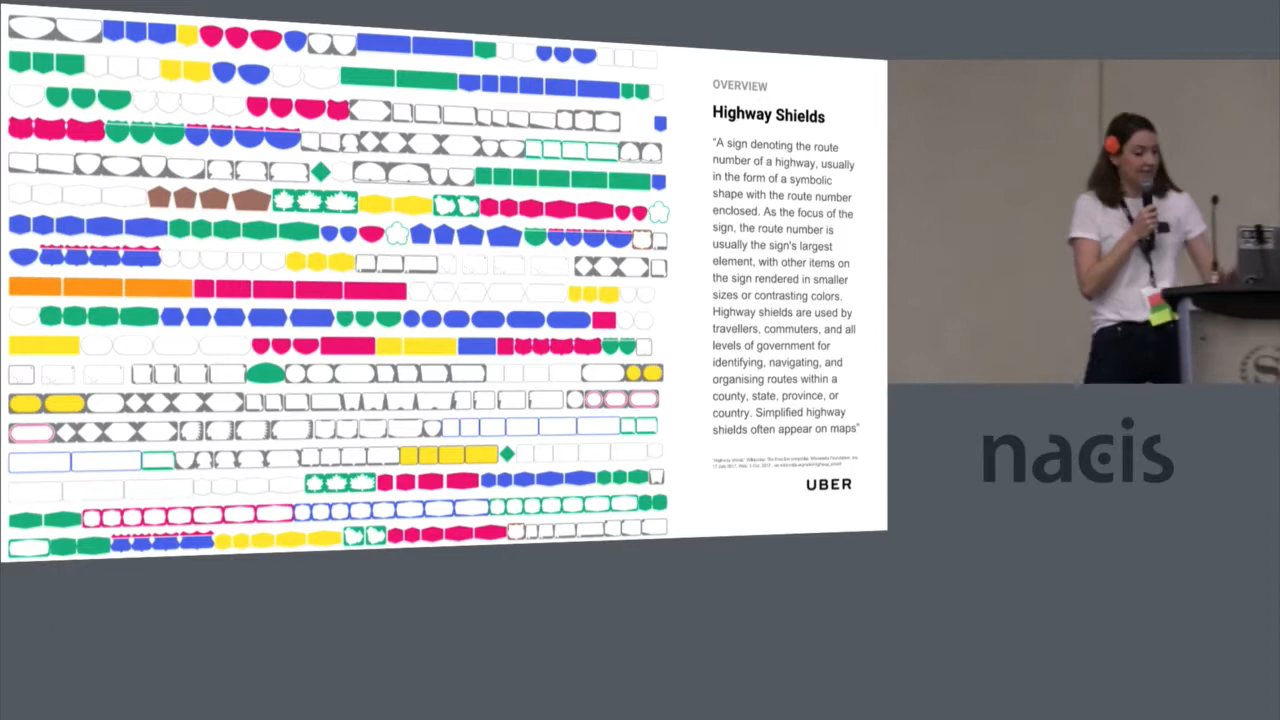 OVERVIEW
Highway Shields
"A sign denoting the route
number of a highway, usually
in the form of a symbolic
shape with the route number
enclosed. As the focus of the
sign, the route number is
usually the sign's largest
element, with other items on
the sign rendered in smaller
sizes or contrasting colors.
Highway shields are used by
travellers, commuters, and all
levels of government for
identifying, navigating, and
organising routes within a
county, state, province, or
country. Simplified highway
shields often appear on maps"
UBER
nacis